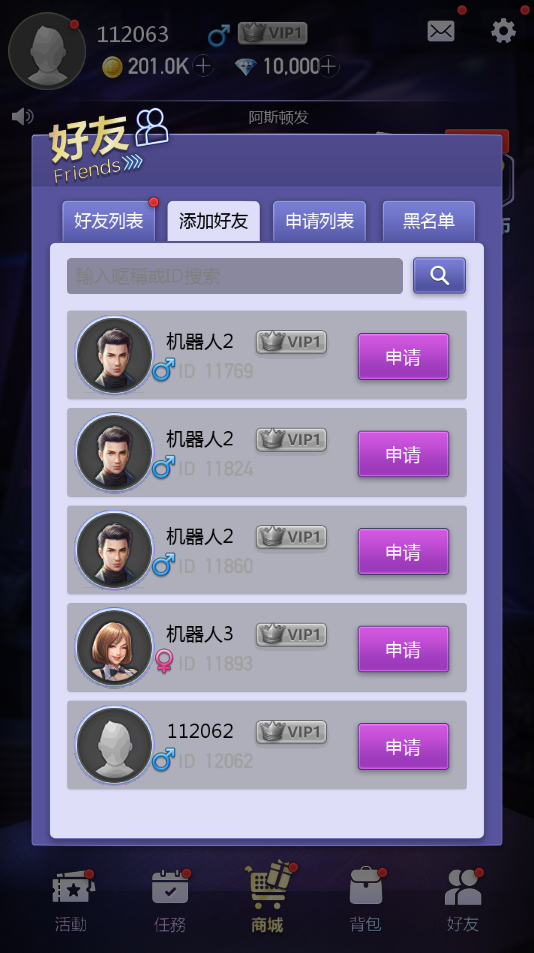 112063
VIP1
201.0K
10,000
阿斯顿发
好友
Friends
好友列表
添加好友
申请列表
黑名单
輸入暱稱或ID搜索
机器人2
VIP1
ID 11769
申请
机器人2
VIP1
ID 11824
申请
机器人2
VIP1
ID 11860
申请
机器人3
VIP1
ID 11893
申请
112062
VIP1
ID 12062
申请
活動
任務
商城
背包
好友